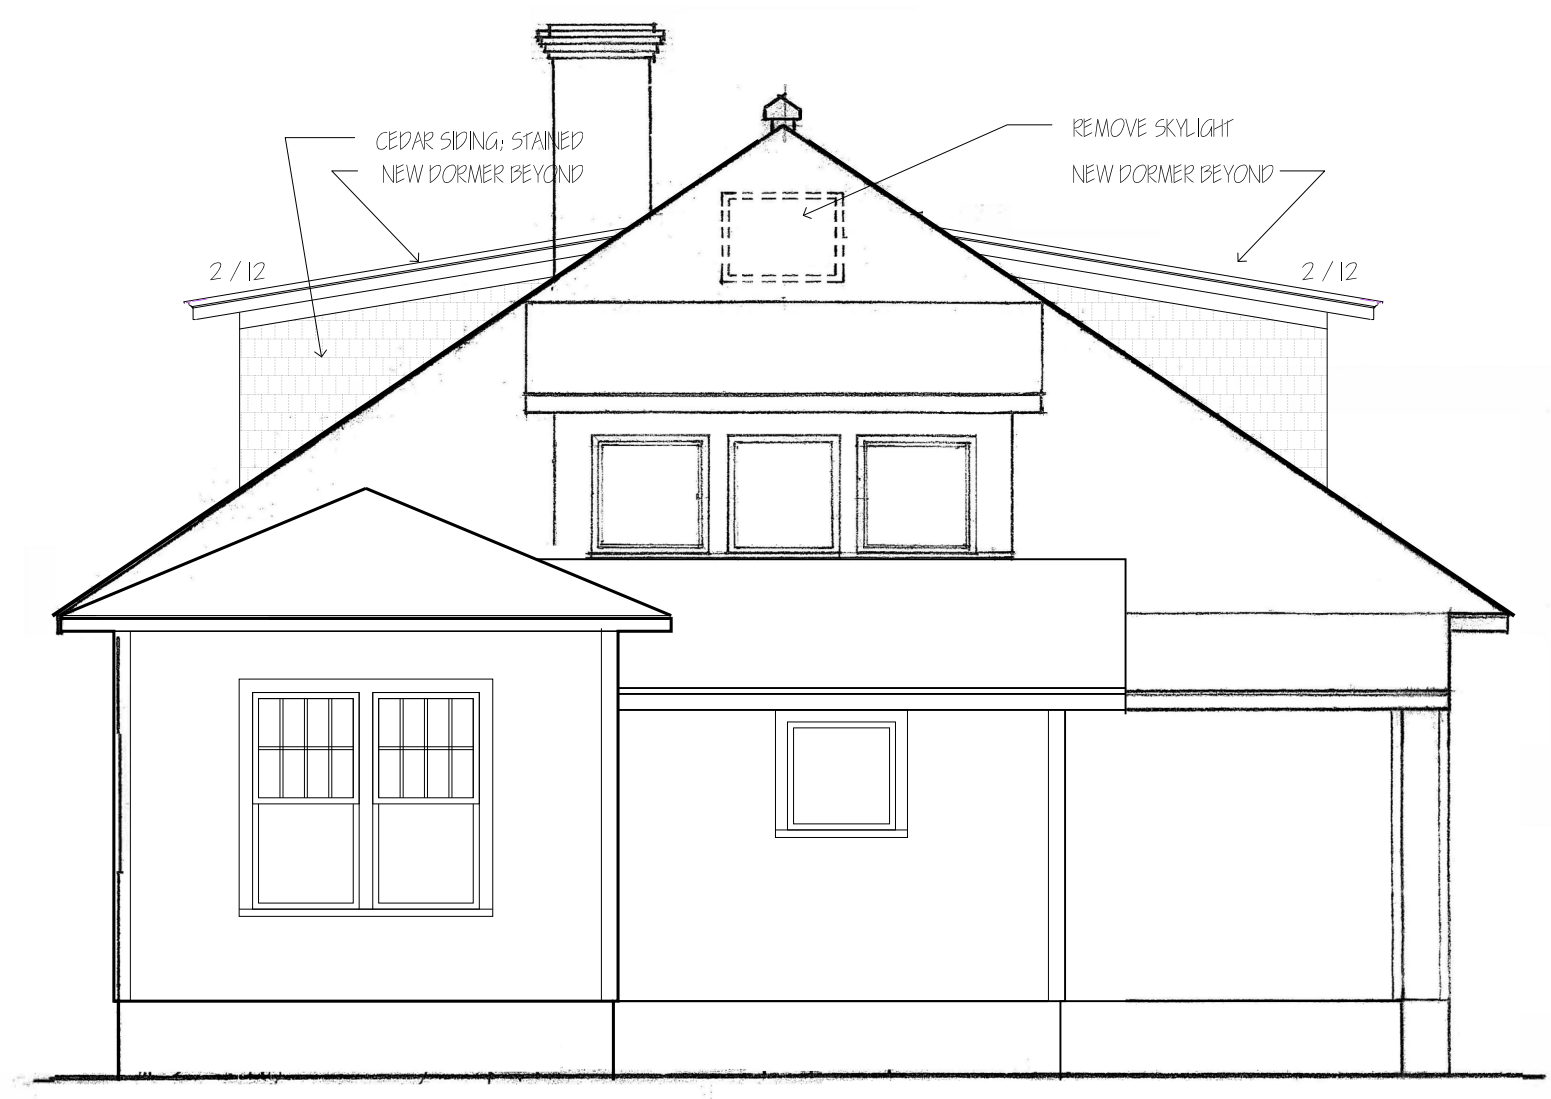 CEDAR SIDING; STAINED
NEW DORMER BEYOND
REMOVE SKYLIGHT
NEW DORMER BEYOND
2 / 12
2 / 12